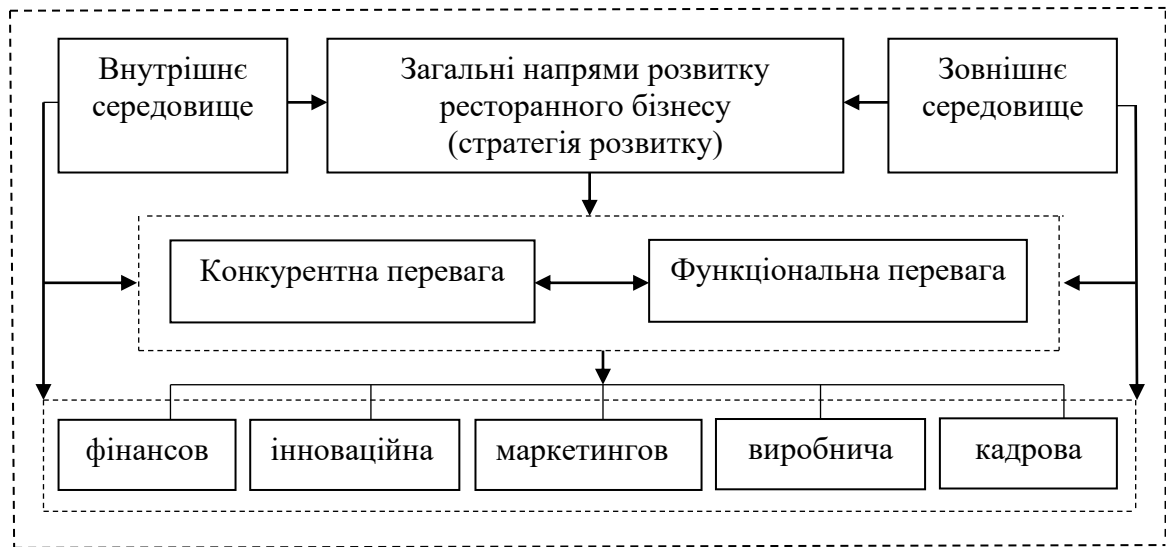 Внутрішнє
середовище
Загальні напрями розвитку
ресторанного бізнесу
(стратегія розвитку)
Зовнішнє
середовище
Конкурентна перевага
Функціональна перевага
фінансов
інноваційна
маркетингов
виробнича
кадрова